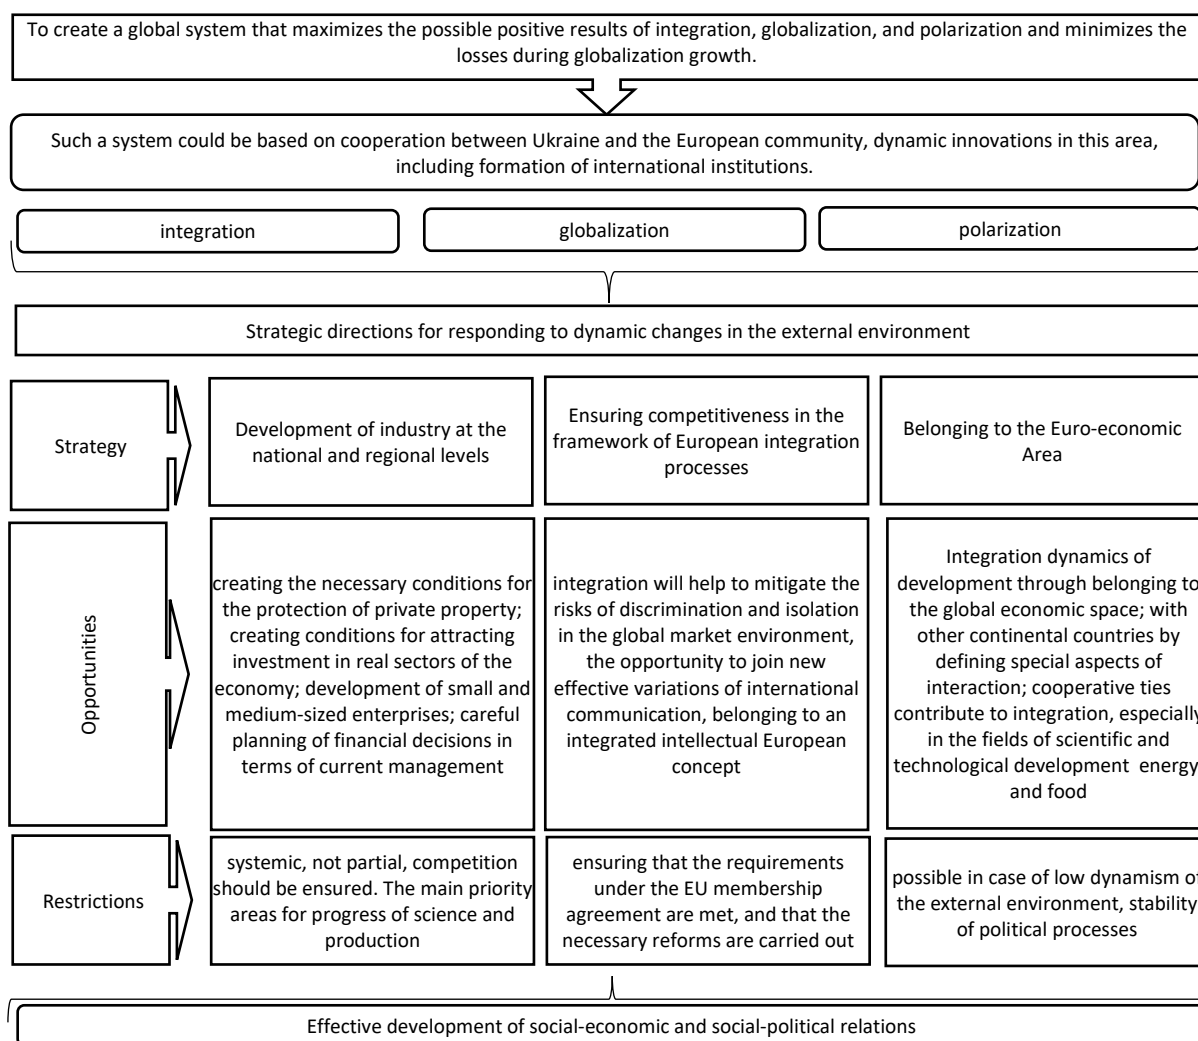 To create a global system that maximizes the possible positive results of integration, globalization, and polarization and minimizes the
losses during globalization growth.
Such a system could be based on cooperation between Ukraine and the European community, dynamic innovations in this area,
including formation of international institutions.
integration
globalization
polarization
Strategic directions for responding to dynamic changes in the external environment
Strategy
Development of industry at the
national and regional levels
Ensuring competitiveness in the
framework of European integration
processes
Belonging to the Euro-economic
Area
Opportunities
creating the necessary conditions for
the protection of private property;
creating conditions for attracting
investment in real sectors of the
economy; development of small and
medium-sized enterprises; careful
planning of financial decisions in
terms of current management
integration will help to mitigate the
risks of discrimination and isolation
in the global market environment,
the opportunity to join new
effective variations of international
communication, belonging to an
integrated intellectual European
concept
Integration dynamics of
development through belonging to
the global economic space; with
other continental countries by
defining special aspects of
interaction; cooperative ties
contribute to integration, especially
in the fields of scientific and
technological development energy
and food
Restrictions
systemic, not partial, competition
should be ensured. The main priority
areas for progress of science and
production
ensuring that the requirements
under the EU membership
agreement are met, and that the
necessary reforms are carried out
possible in case of low dynamism of
the external environment, stability
of political processes
Effective development of social-economic and social-political relations